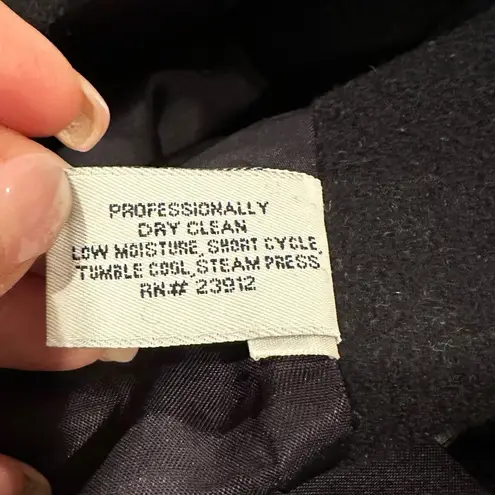 PROFESSIONALLY
DRY CLEAN
LOW MOISTURE, SHORT CYCLE,
TUMBLE COOL, STEAM PRESS
RN# 23912